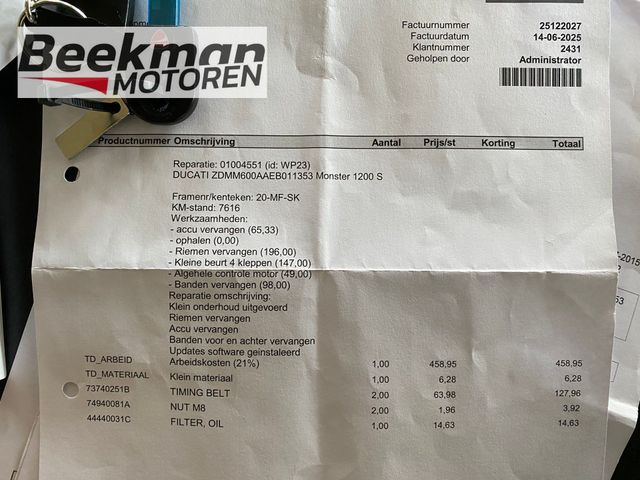 Beekman
MOTOREN
Factuurnummer 25122027
Factuurdatum 14-06-2025
Klantnummer 2431
Geholpen door Administrator
Productnummer Omschrijving Aantal Prijs/st Korting Totaal
Reparatie: 01004551 (id: WP23)
DUCATI ZDMM600AAEB011353 Monster 1200 S
Framenr/kenteken: 20-MF-SK
KM-stand: 7616
Werkzaamheden:
- accu vervangen (65,33)
- ophalen (0,00)
- Riemen vervangen (196,00)
- Kleine beurt 4 kleppen (147,00)
- Algehele controle motor (49,00)
- Banden vervangen (98,00)
Reparatie omschrijving:
Klein onderhoud uitgevoerd
Riemen vervangen
Accu vervangen
Banden voor en achter vervangen
Updates software geinstaleerd
TD_ARBEID Arbeidskosten (21%) 1,00 458,95 458,95
TD_MATERIAAL Klein materiaal 1,00 6,28 6,28
73740251B TIMING BELT 2,00 63,98 127,96
74940081A NUT M8 2,00 1,96 3,92
44440031C FILTER, OIL 1,00 14,63 14,63